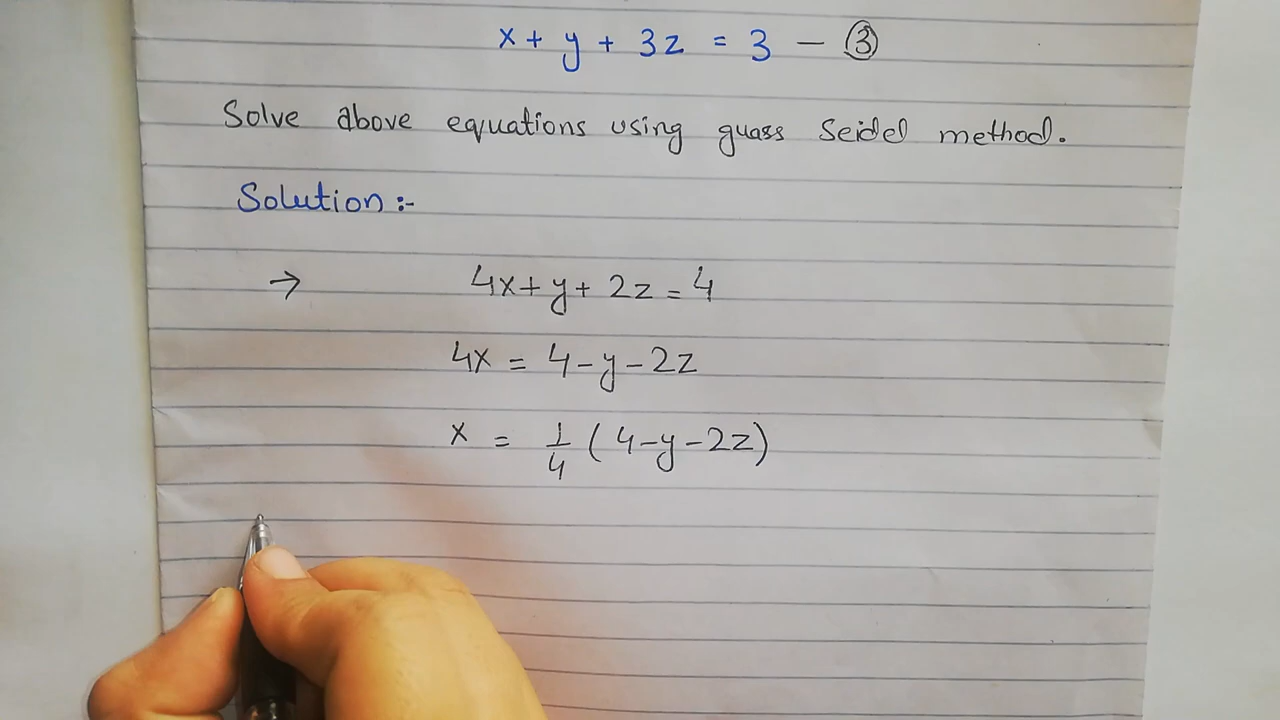 x + y + 3z = 3 — ③
Solve above equations using guass Seidel method.
Solution :-
→ 4x + y + 2z = 4
4x = 4 - y - 2z
x = 1/4 ( 4 - y - 2z )